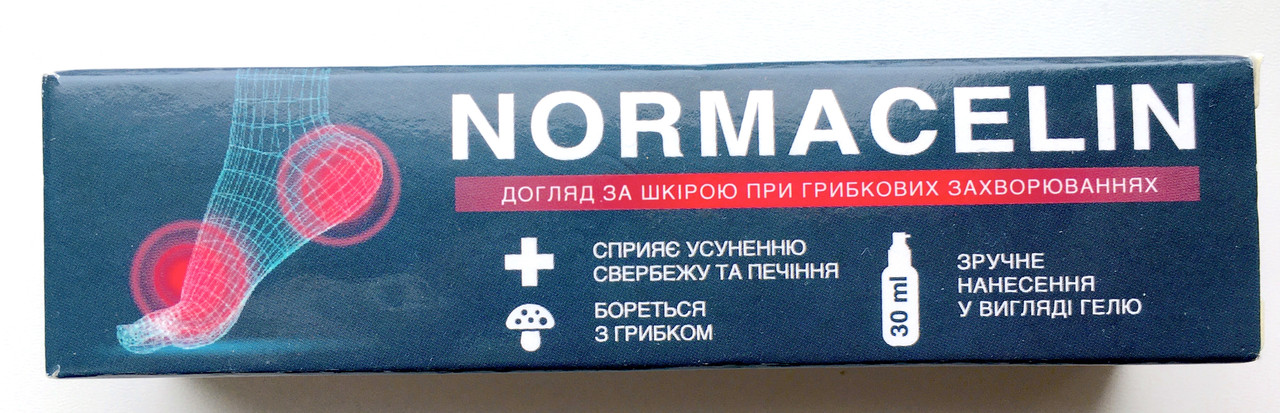 NORMACELIN
ДОГЛЯД ЗА ШКІРОЮ ПРИ ГРИБКОВИХ ЗАХВОРЮВАННЯХ
СПРИЯЄ УСУНЕННЮ
СВЕРБЕЖУ ТА ПЕЧІННЯ
БОРЕТЬСЯ
З ГРИБКОМ
30 ml
ЗРУЧНЕ
НАНЕСЕННЯ
У ВИГЛЯДІ ГЕЛЮ